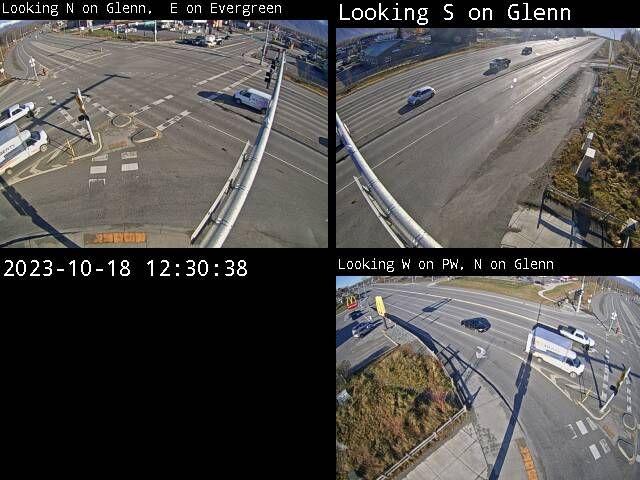 Looking N on Glenn,  E on Evergreen
Looking S on Glenn
2023-10-18 12:30:38
Looking W on PW, N on Glenn